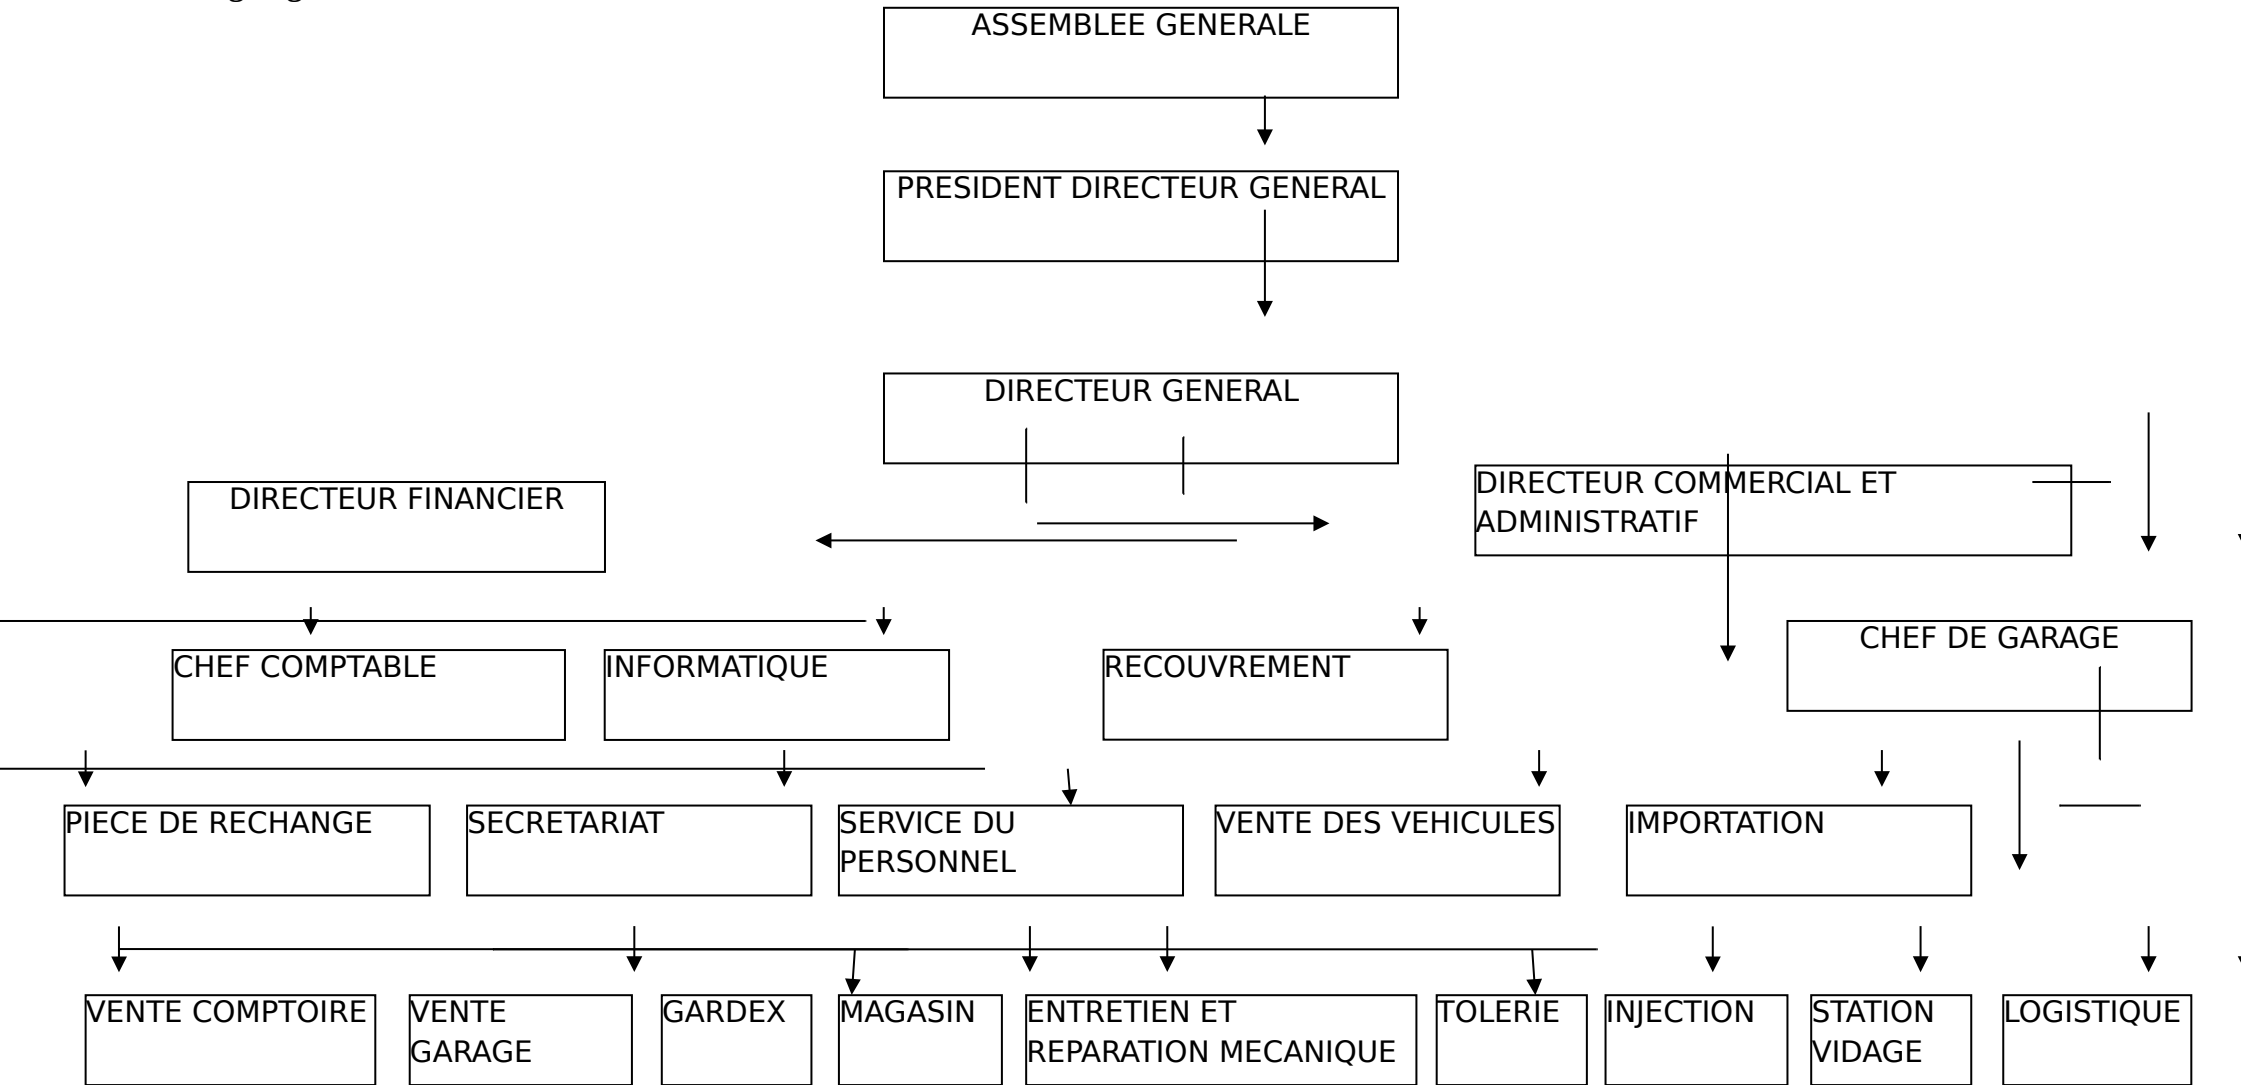 ASSEMBLEE GENERALE
PRESIDENT DIRECTEUR GENERAL
DIRECTEUR GENERAL
DIRECTEUR FINANCIER
DIRECTEUR COMMERCIAL ET
ADMINISTRATIF
CHEF DE GARAGE
CHEF COMPTABLE
INFORMATIQUE
RECOUVREMENT
PIECE DE RECHANGE
SECRETARIAT
SERVICE DU
PERSONNEL
VENTE DES VEHICULES
IMPORTATION
VENTE COMPTOIRE
VENTE
GARAGE
GARDEX
MAGASIN
ENTRETIEN ET
REPARATION MECANIQUE
TOLERIE
INJECTION
STATION
VIDAGE
LOGISTIQUE